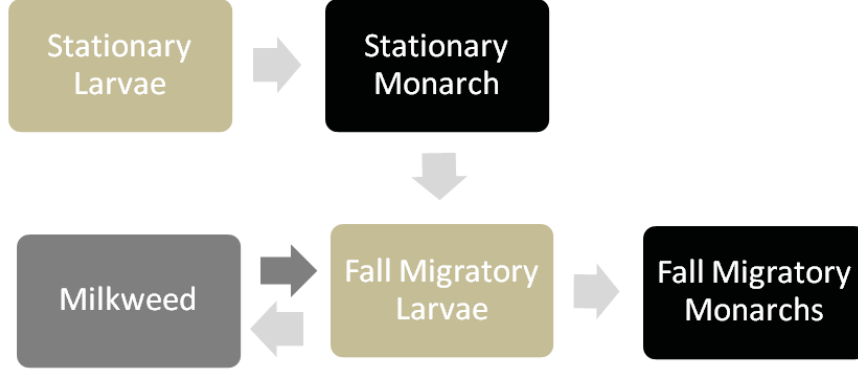 Stationary
Larvae
Stationary
Monarch
Milkweed
Fall Migratory
Larvae
Fall Migratory
Monarchs